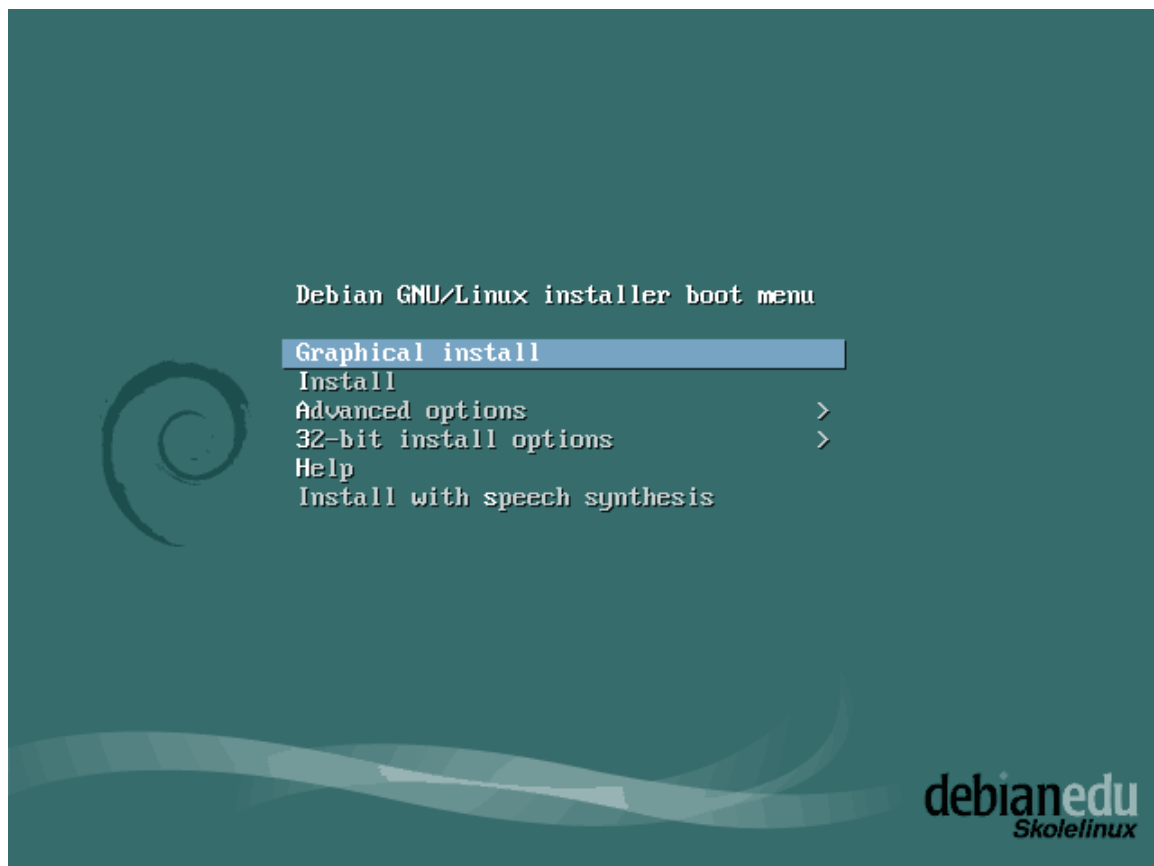 Debian GNU/Linux installer boot menu
Graphical install
Install
Advanced options >
32-bit install options >
Help
Install with speech synthesis
debianedu
Skolelinux